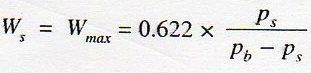 W_s = W_max = 0.622 × p_s / (p_b − p_s)